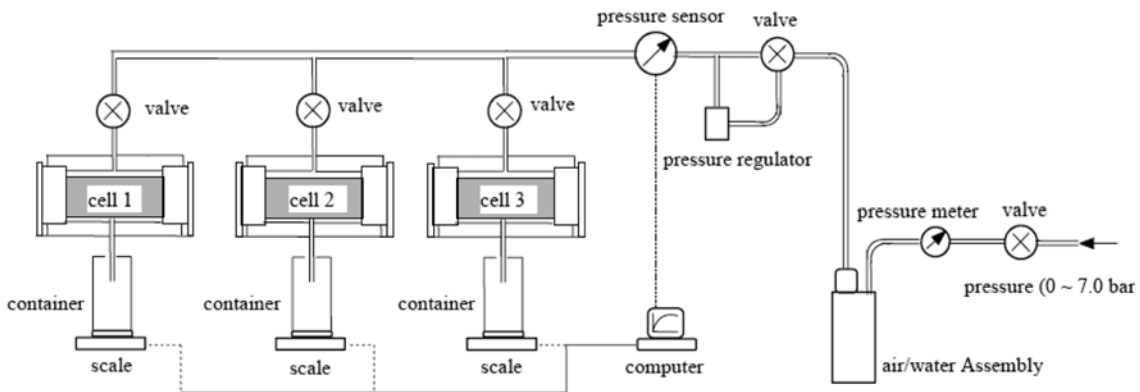 pressure sensor
valve
valve
valve
valve
pressure regulator
cell 1
cell 2
cell 3
pressure meter
valve
container
container
container
pressure (0 ~ 7.0 bar
scale
scale
scale
computer
air/water Assembly